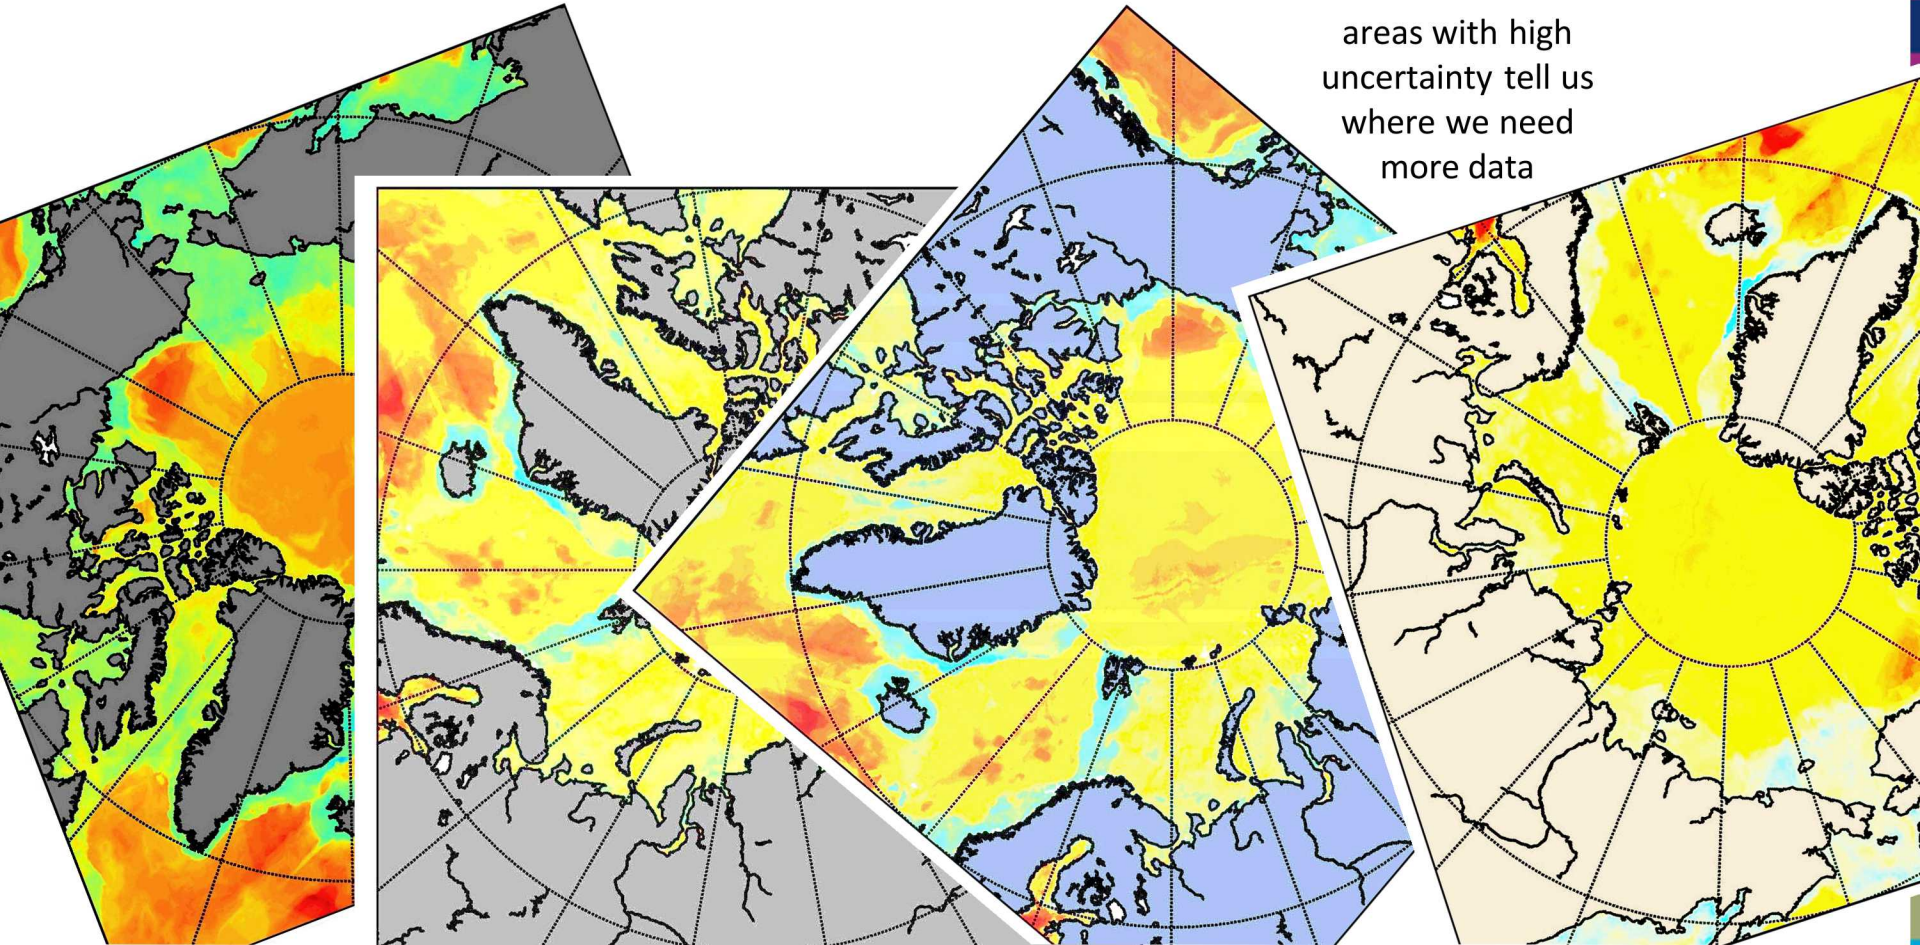 areas with high
uncertainty tell us
where we need
more data